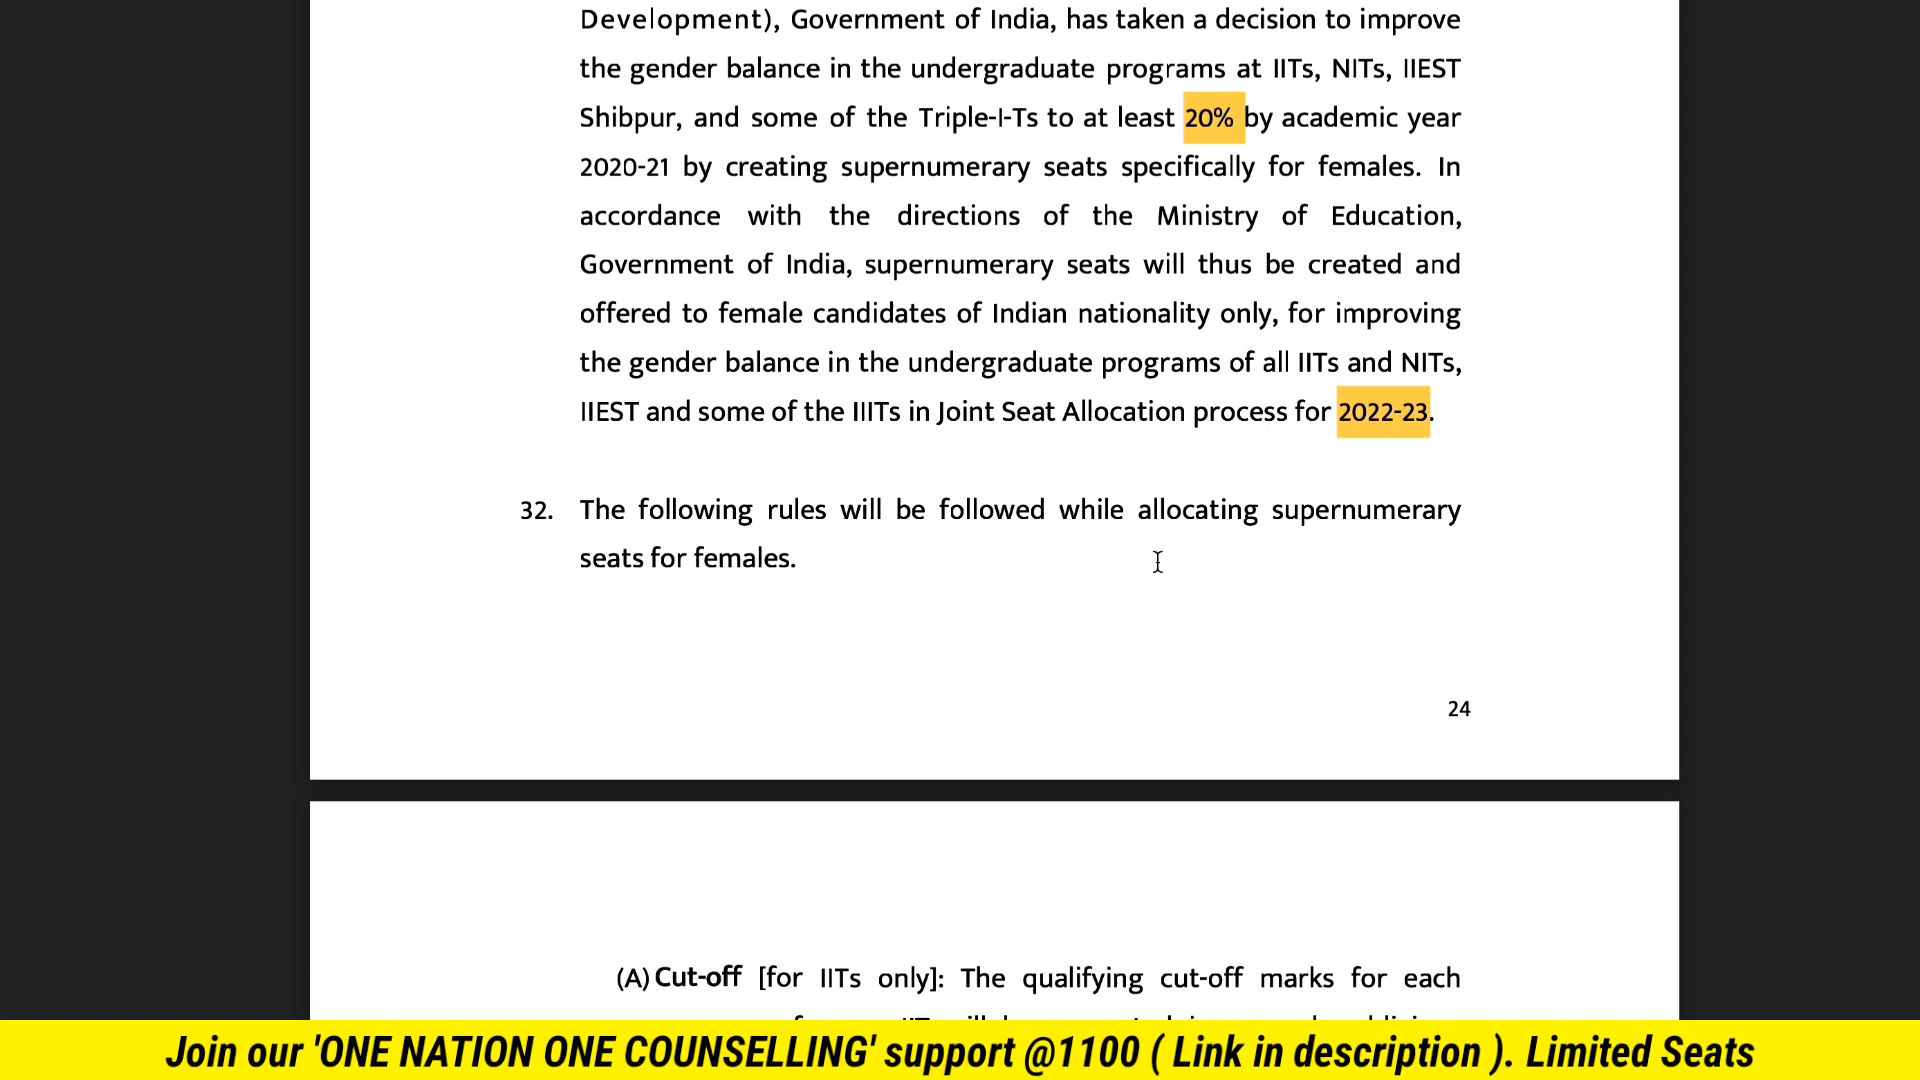 Development), Government of India, has taken a decision to improve
the gender balance in the undergraduate programs at IITs, NITs, IIEST
Shibpur, and some of the Triple-I-Ts to at least 20% by academic year
2020-21 by creating supernumerary seats specifically for females. In
accordance with the directions of the Ministry of Education,
Government of India, supernumerary seats will thus be created and
offered to female candidates of Indian nationality only, for improving
the gender balance in the undergraduate programs of all IITs and NITs,
IIEST and some of the IIITs in Joint Seat Allocation process for 2022-23.
32. The following rules will be followed while allocating supernumerary
seats for females.
24
(A) Cut-off [for IITs only]: The qualifying cut-off marks for each
Join our 'ONE NATION ONE COUNSELLING' support @1100 ( Link in description ). Limited Seats